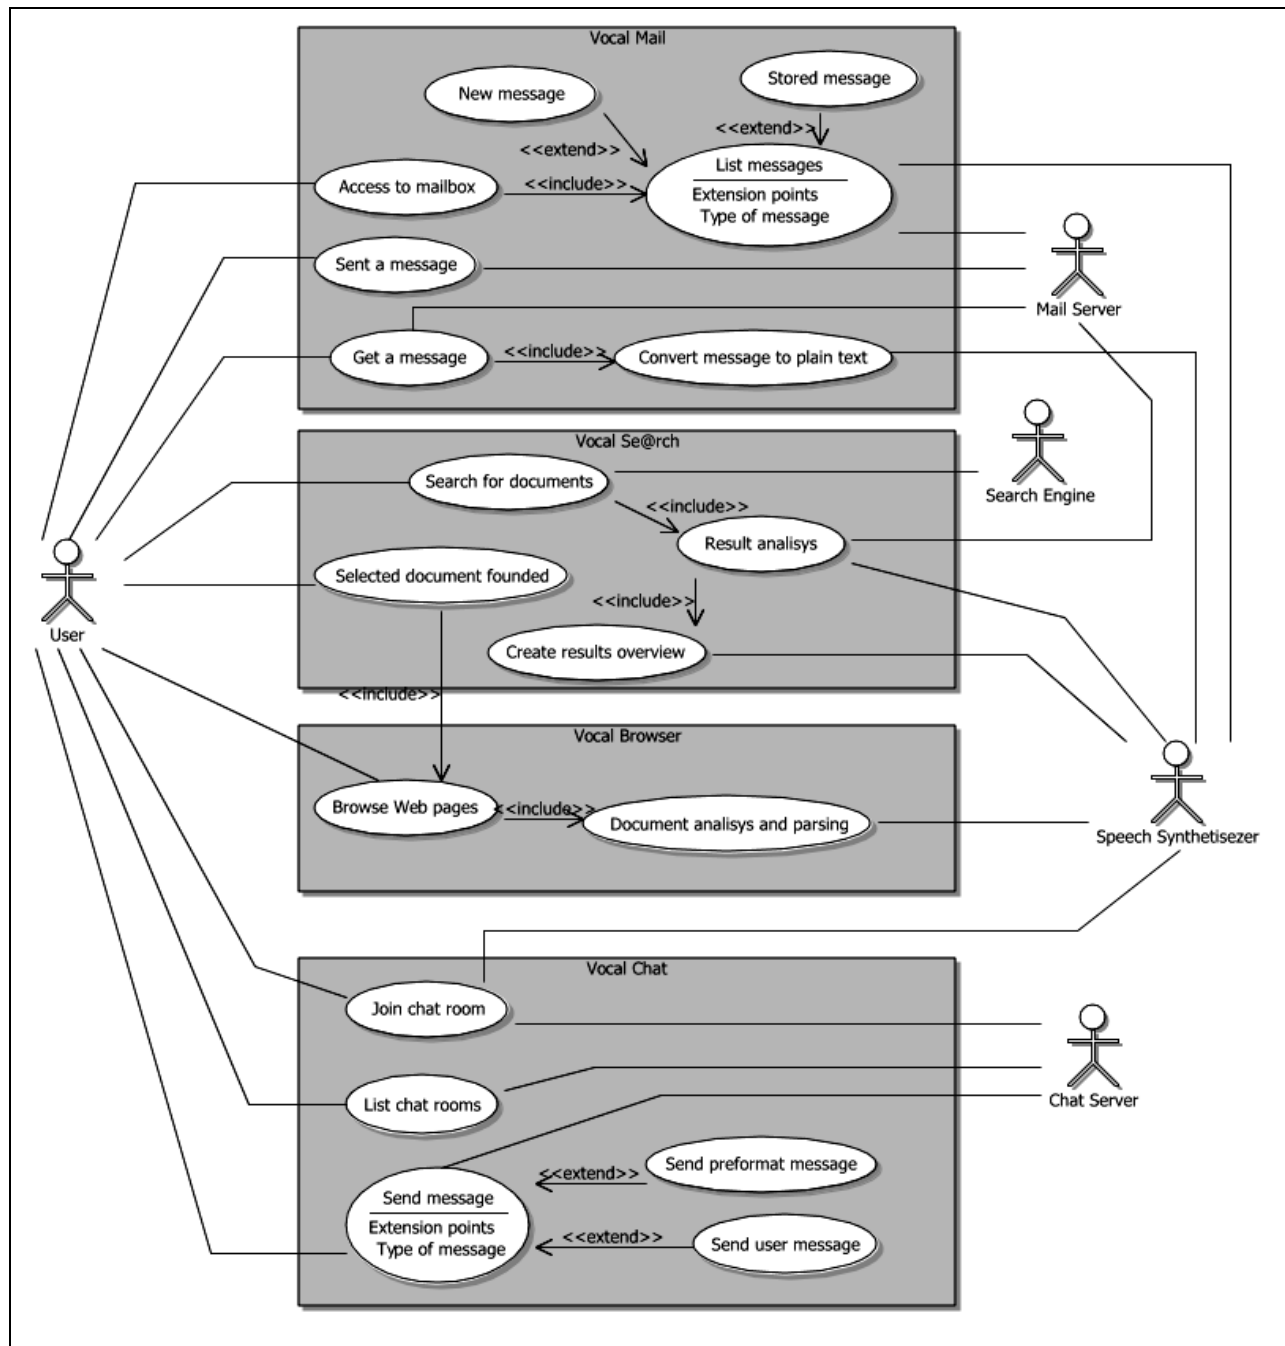 Vocal Mail
New message
Stored message
<<extend>>
<<extend>>
List messages
Extension points
Type of message
Access to mailbox
<<include>>
Sent a message
Mail Server
Get a message
<<include>>
Convert message to plain text
Vocal Se@rch
Search for documents
Search Engine
<<include>>
Result analisys
Selected document founded
<<include>>
User
Create results overview
<<include>>
Vocal Browser
Browse Web pages
<<include>>
Document analisys and parsing
Speech Synthetisezer
Vocal Chat
Join chat room
List chat rooms
Chat Server
Send message
Extension points
Type of message
<<extend>>
Send preformat message
<<extend>>
Send user message